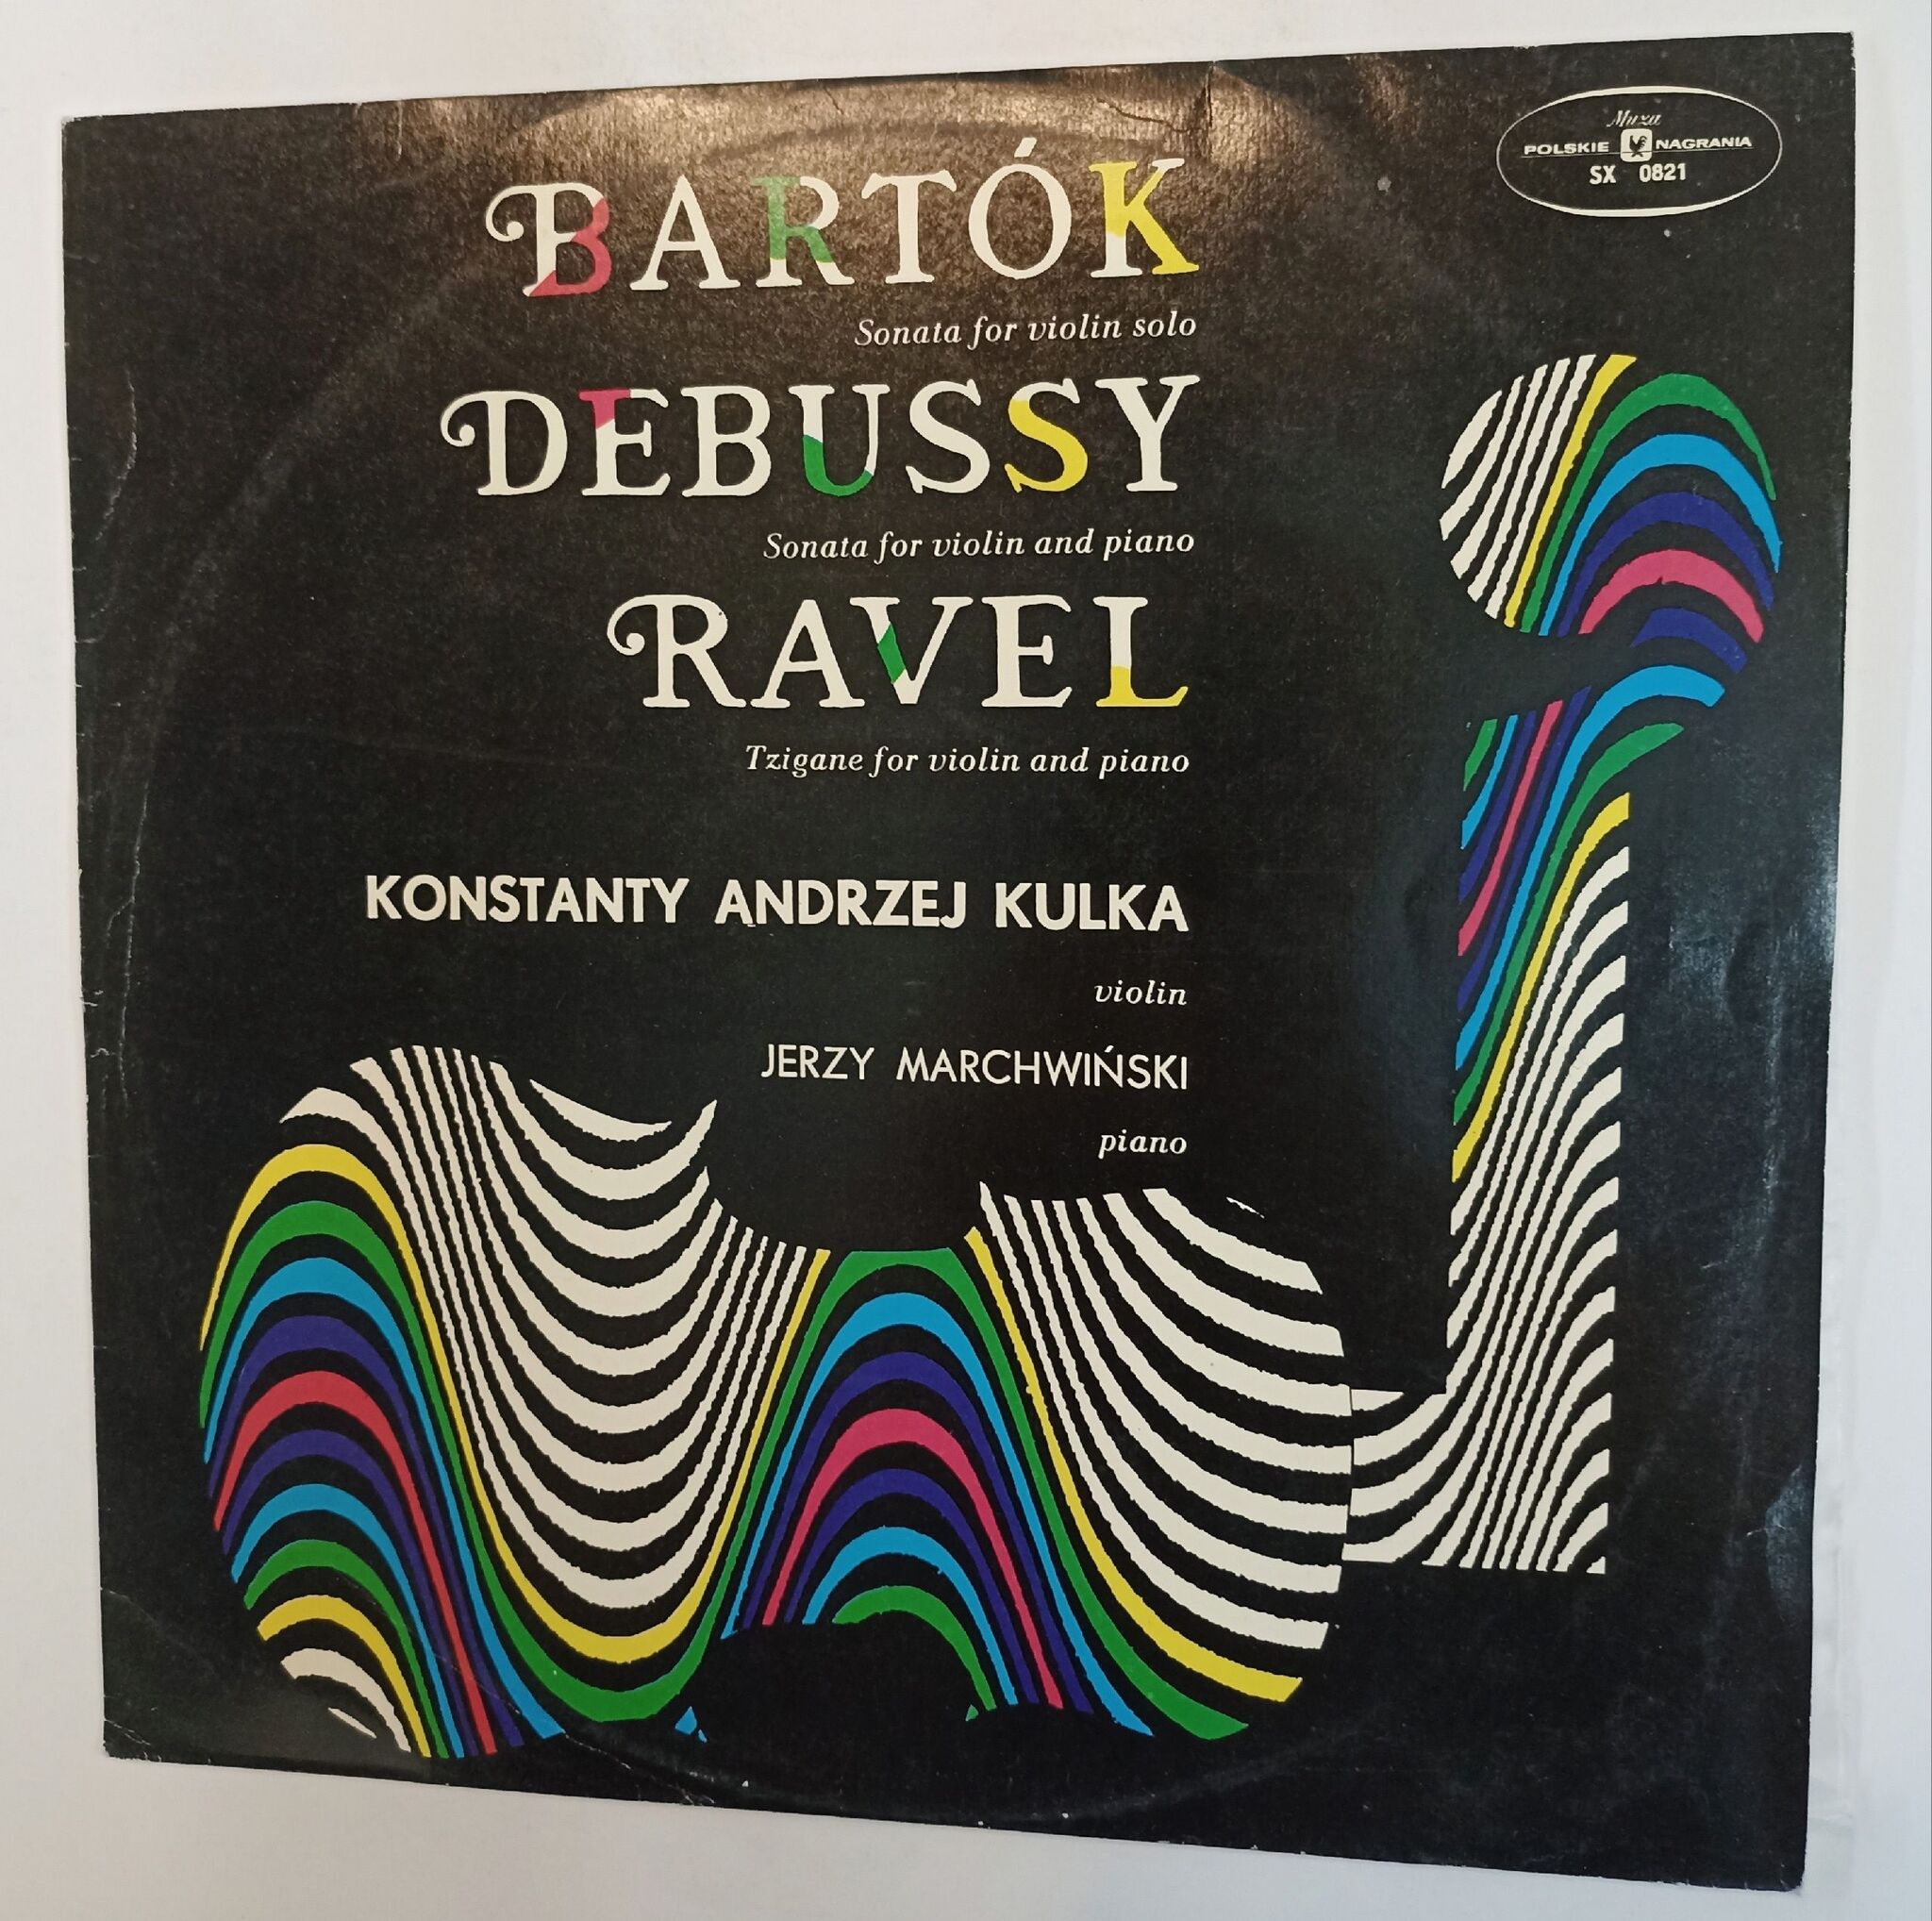 Muza
POLSKIE NAGRANIA
SX 0821
BARTÓK
Sonata for violin solo
DEBUSSY
Sonata for violin and piano
RAVEL
Tzigane for violin and piano
KONSTANTY ANDRZEJ KULKA
violin
JERZY MARCHWIŃSKI
piano